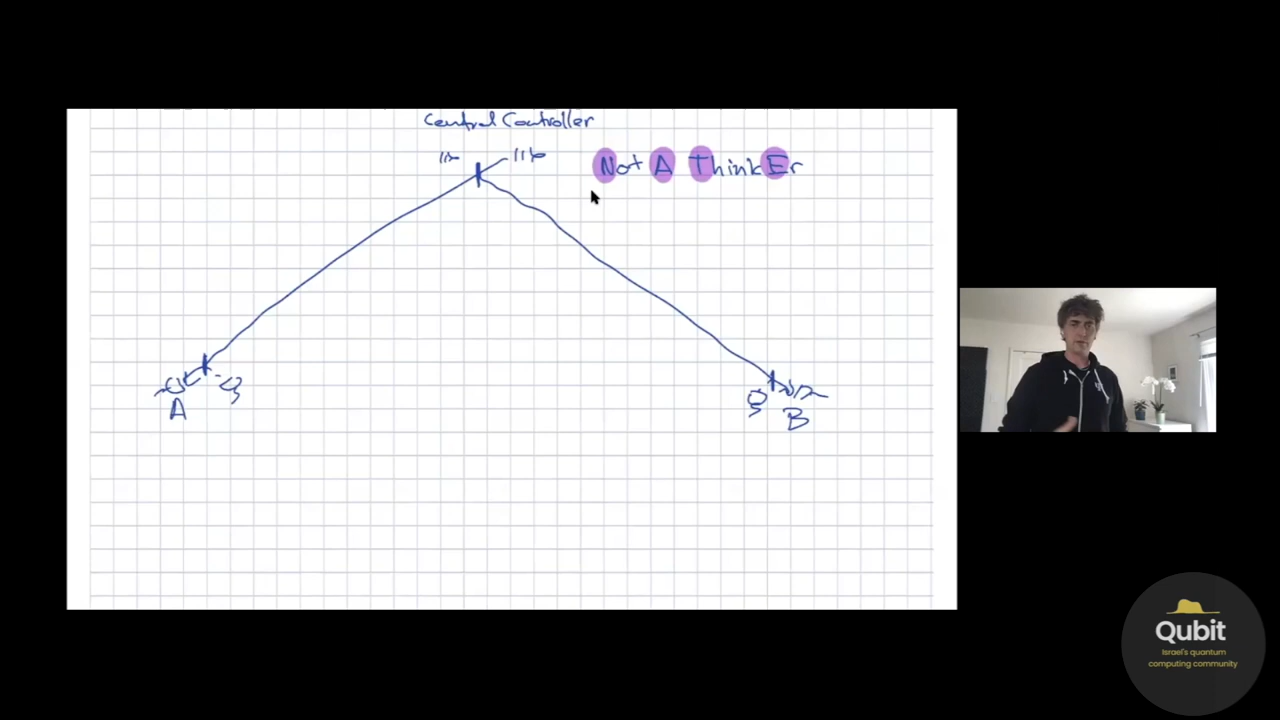 Central Controller
Not A ThinkEr
A
B
Qubit
Israel's quantum
computing community